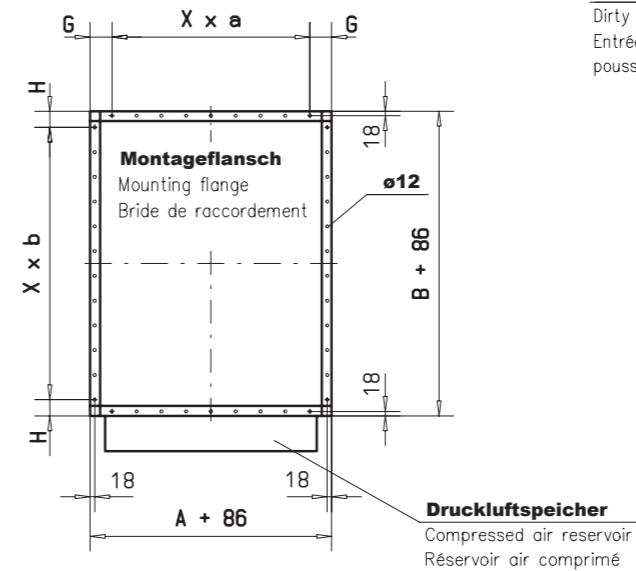 G
X x a
G
Dirty
Entrée
pouss
H
18
Montageflansch
Mounting flange
Bride de raccordement
ø12
X x b
B + 86
18
H
18
18
A + 86
Druckluftspeicher
Compressed air reservoir
Réservoir air comprimé